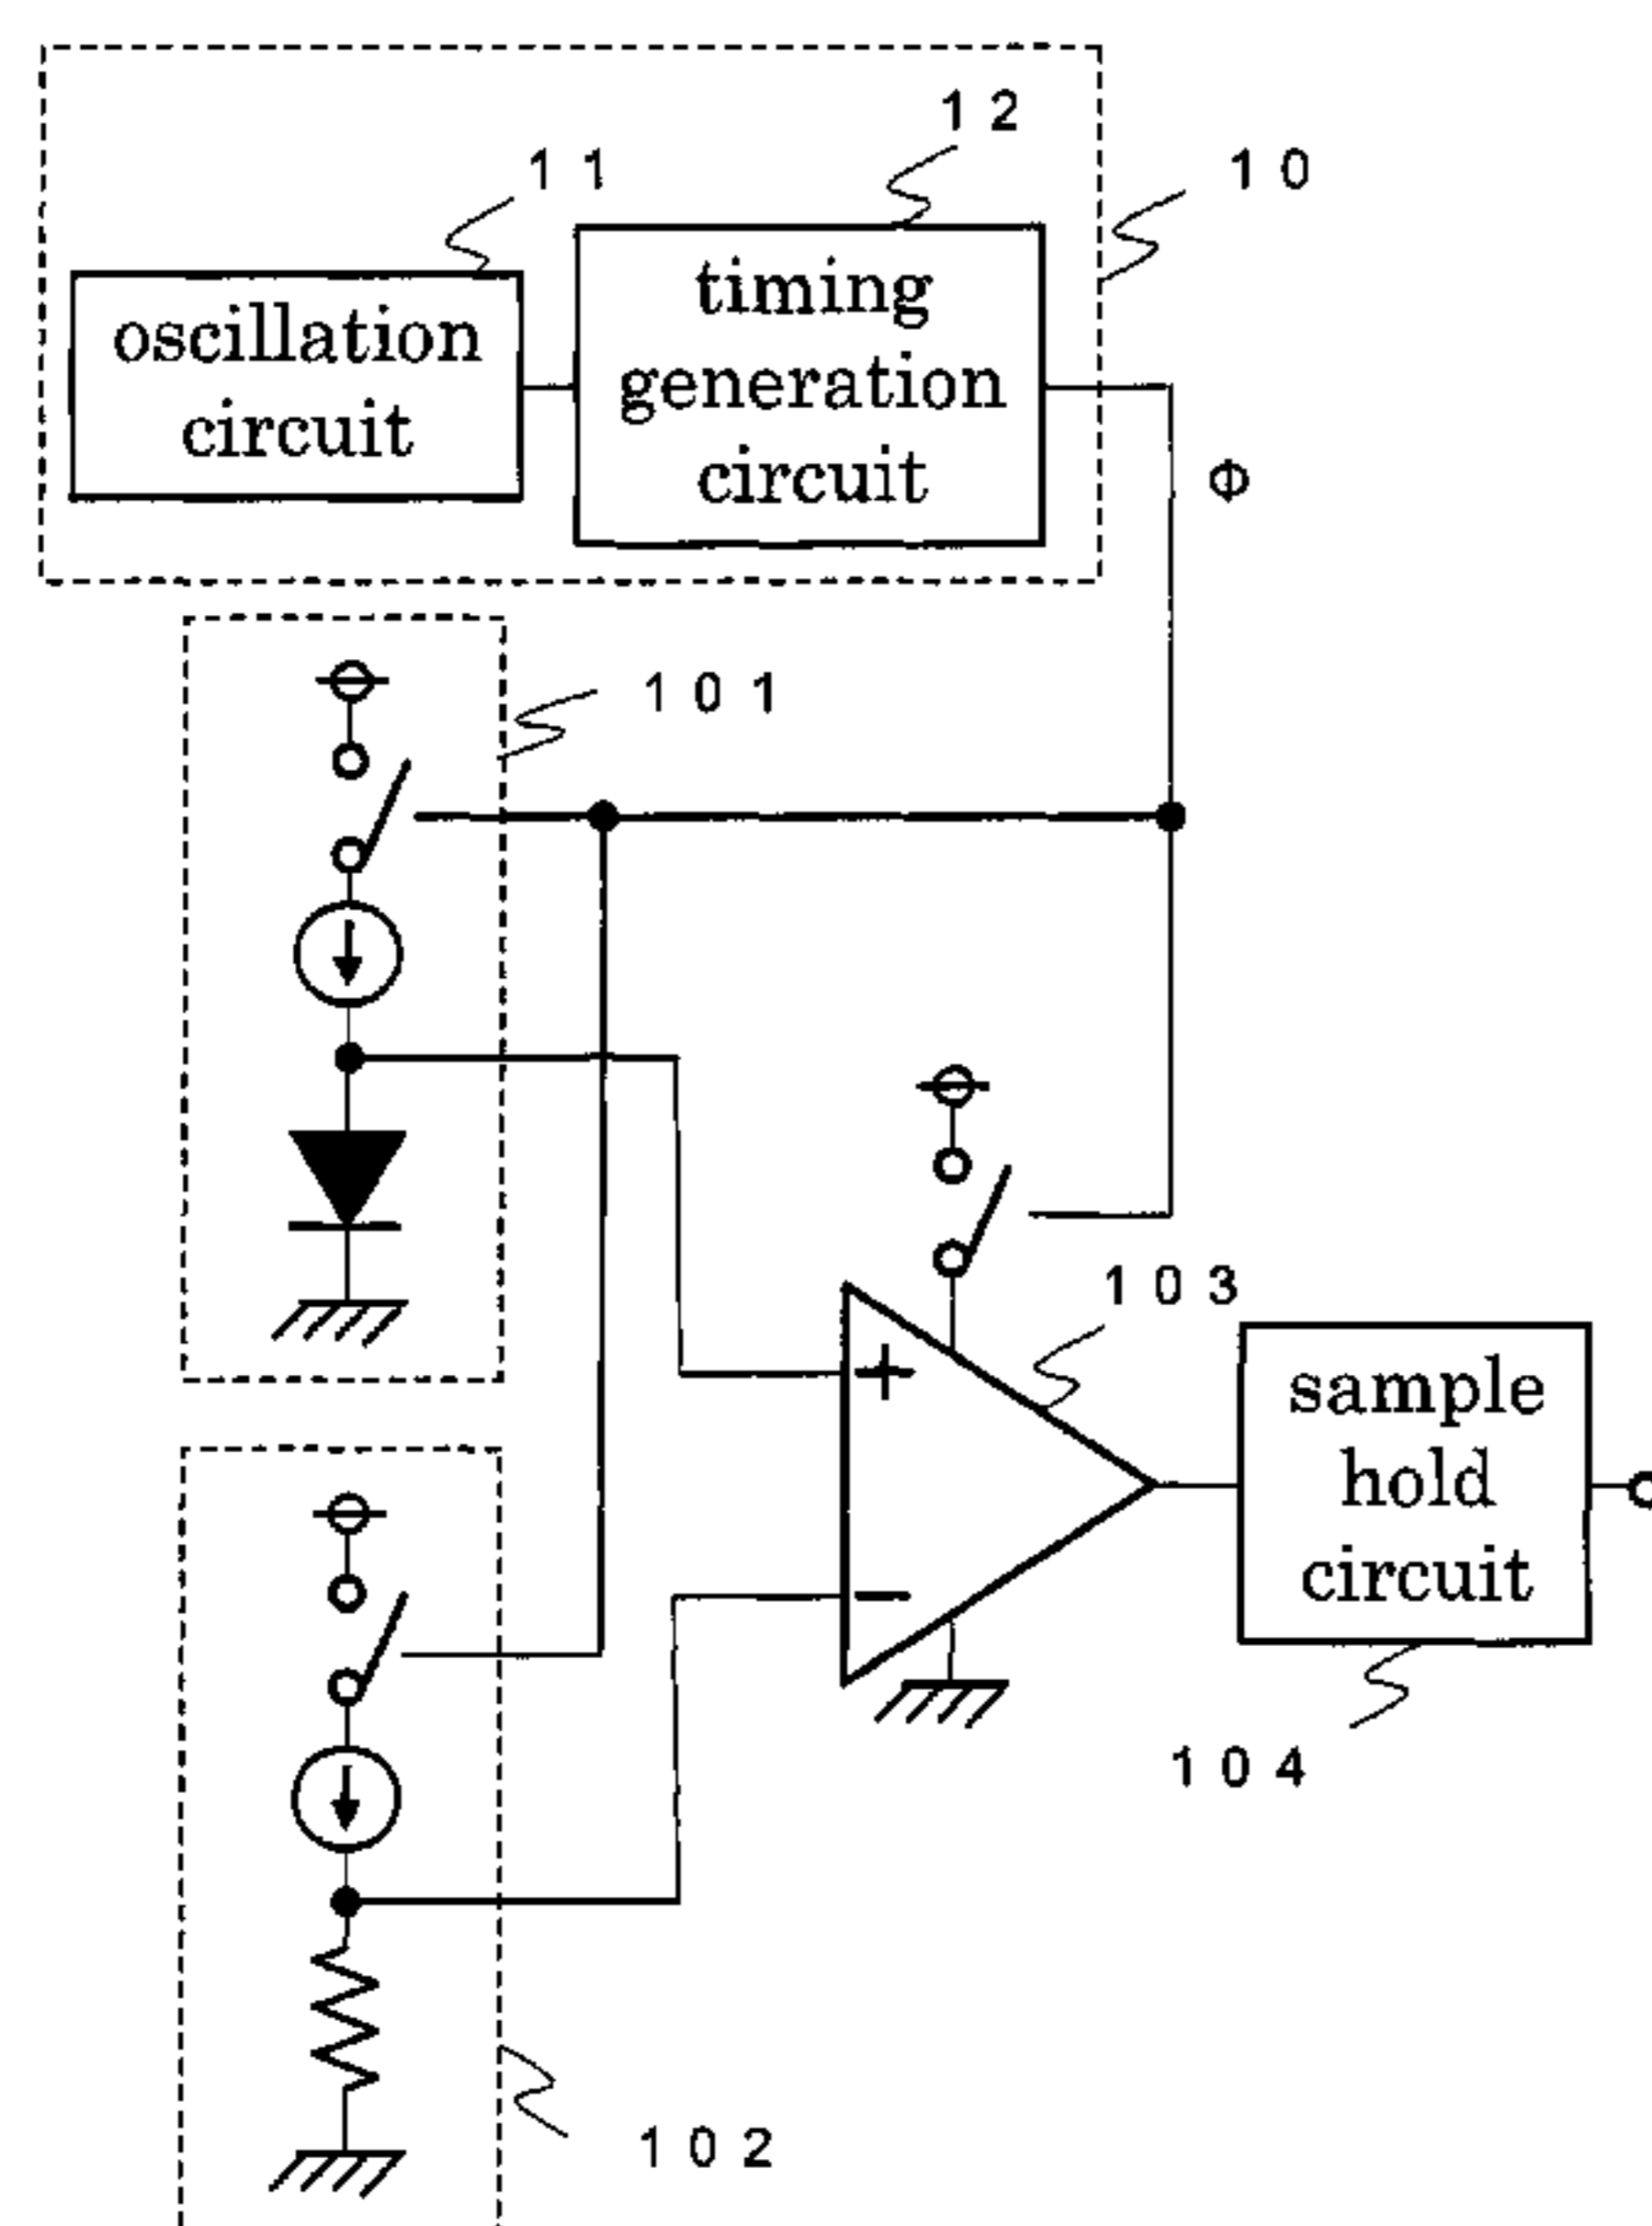 1 2
1 1
1 0
oscillation
circuit
timing
generation
circuit
Φ
1 0 1
+
1 0 3
sample
hold
circuit
−
1 0 4
1 0 2